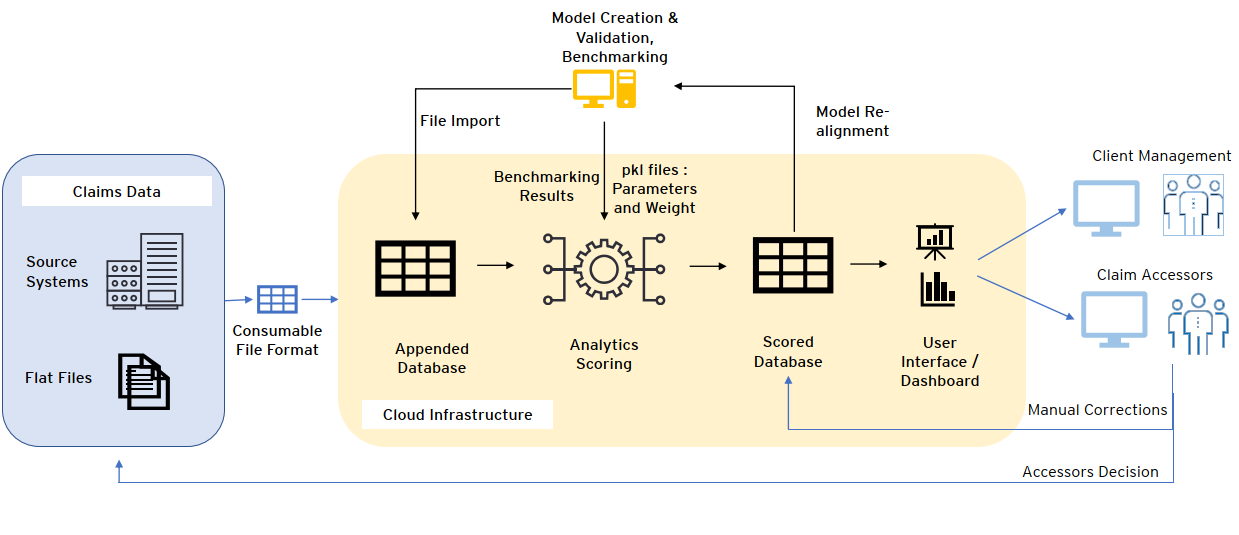 Model Creation &
Validation,
Benchmarking
File Import
Model Re-
alignment
Claims Data
Source
Systems
Flat Files
Consumable
File Format
Benchmarking
Results
pkl files :
Parameters
and Weight
Appended
Database
Analytics
Scoring
Scored
Database
User
Interface /
Dashboard
Cloud Infrastructure
Client Management
Claim Accessors
Manual Corrections
Accessors Decision